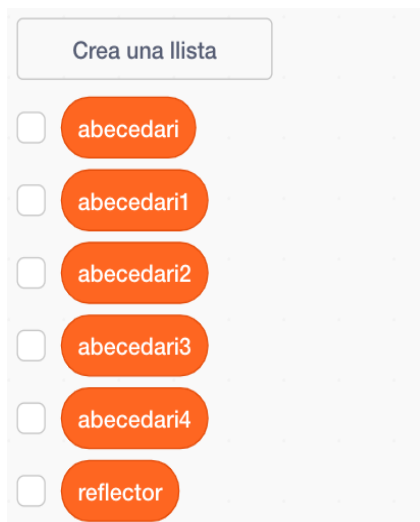 Crea una llista
abecedari
abecedari1
abecedari2
abecedari3
abecedari4
reflector